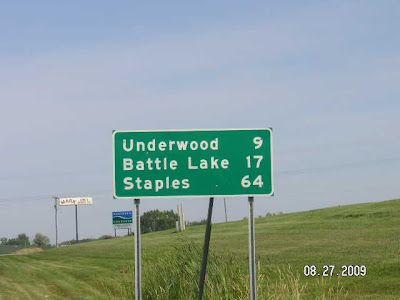 Underwood 9
Battle Lake 17
Staples 64
08.27.2009